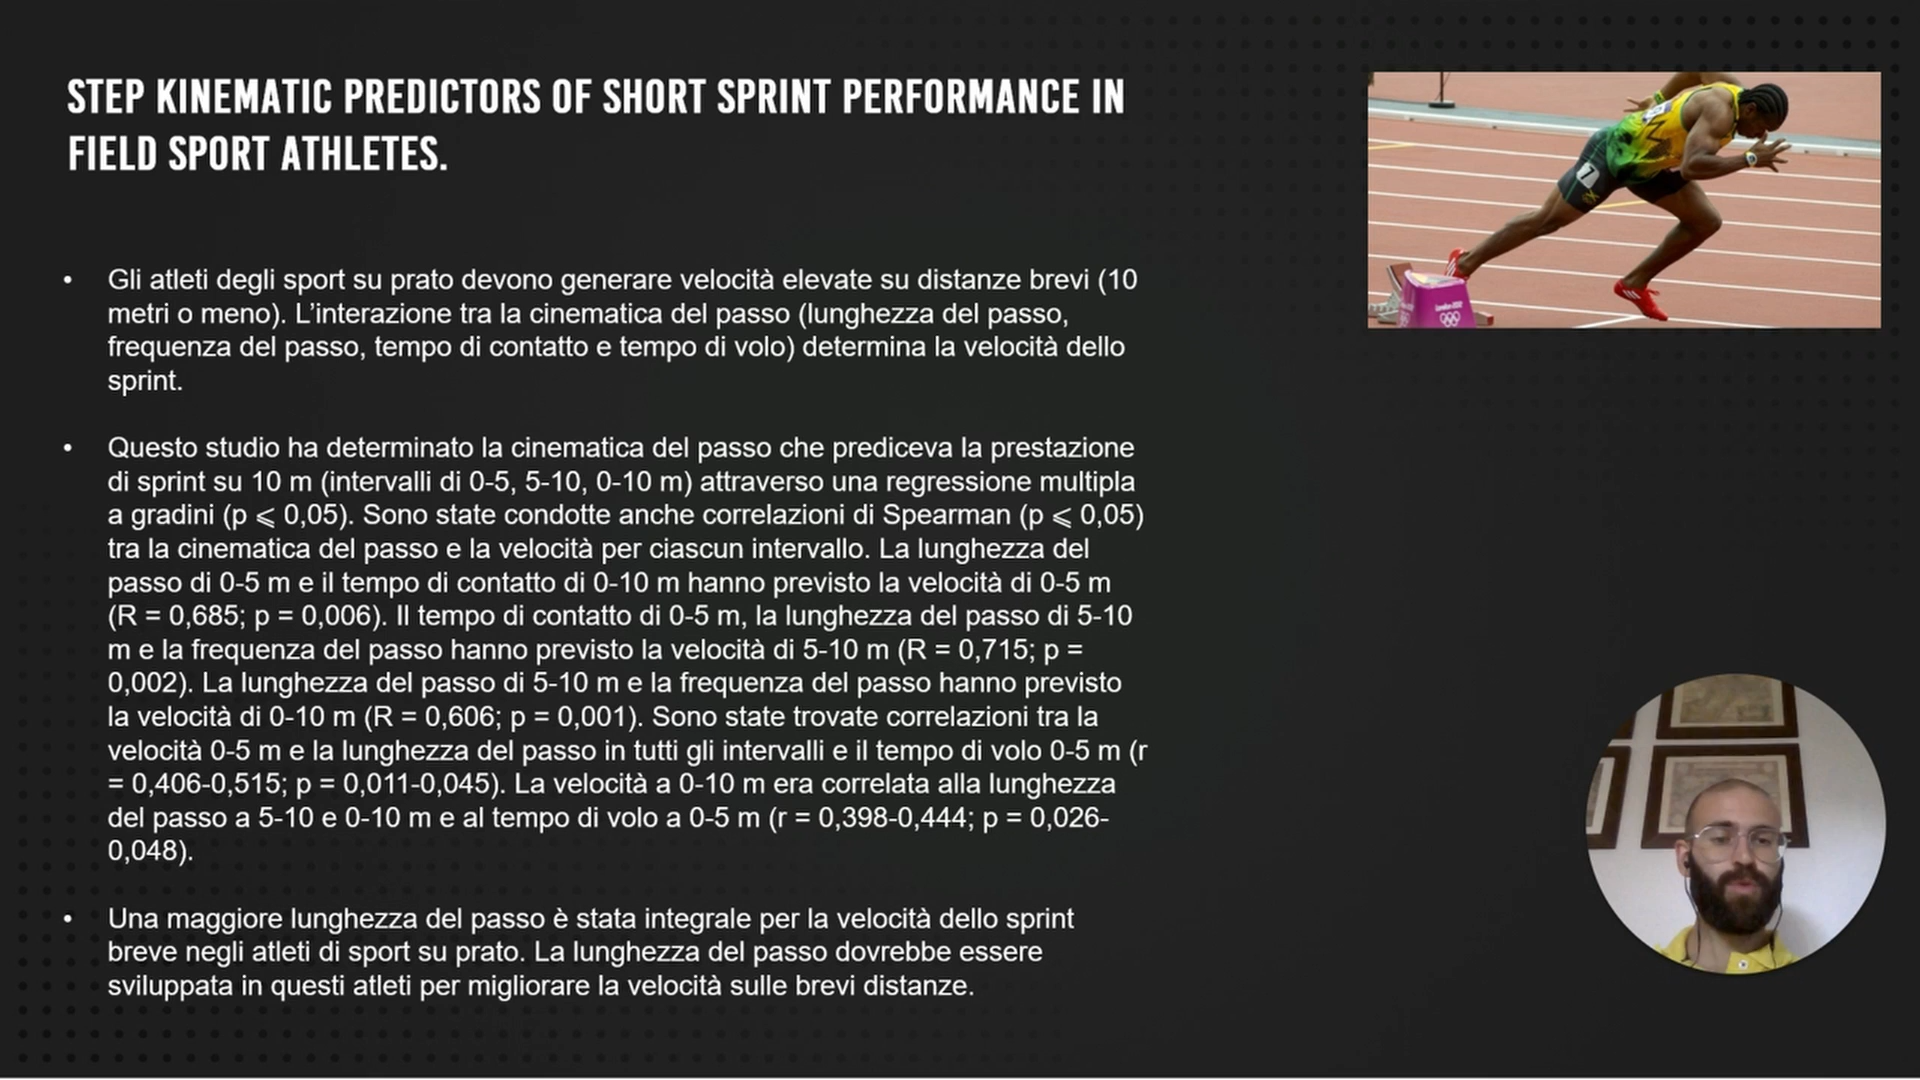 STEP KINEMATIC PREDICTORS OF SHORT SPRINT PERFORMANCE IN
FIELD SPORT ATHLETES.
• Gli atleti degli sport su prato devono generare velocità elevate su distanze brevi (10
metri o meno). L’interazione tra la cinematica del passo (lunghezza del passo,
frequenza del passo, tempo di contatto e tempo di volo) determina la velocità dello
sprint.
• Questo studio ha determinato la cinematica del passo che prediceva la prestazione
di sprint su 10 m (intervalli di 0-5, 5-10, 0-10 m) attraverso una regressione multipla
a gradini (p ⩽ 0,05). Sono state condotte anche correlazioni di Spearman (p ⩽ 0,05)
tra la cinematica del passo e la velocità per ciascun intervallo. La lunghezza del
passo di 0-5 m e il tempo di contatto di 0-10 m hanno previsto la velocità di 0-5 m
(R = 0,685; p = 0,006). Il tempo di contatto di 0-5 m, la lunghezza del passo di 5-10
m e la frequenza del passo hanno previsto la velocità di 5-10 m (R = 0,715; p =
0,002). La lunghezza del passo di 5-10 m e la frequenza del passo hanno previsto
la velocità di 0-10 m (R = 0,606; p = 0,001). Sono state trovate correlazioni tra la
velocità 0-5 m e la lunghezza del passo in tutti gli intervalli e il tempo di volo 0-5 m (r
= 0,406-0,515; p = 0,011-0,045). La velocità a 0-10 m era correlata alla lunghezza
del passo a 5-10 e 0-10 m e al tempo di volo a 0-5 m (r = 0,398-0,444; p = 0,026-
0,048).
• Una maggiore lunghezza del passo è stata integrale per la velocità dello sprint
breve negli atleti di sport su prato. La lunghezza del passo dovrebbe essere
sviluppata in questi atleti per migliorare la velocità sulle brevi distanze.
7